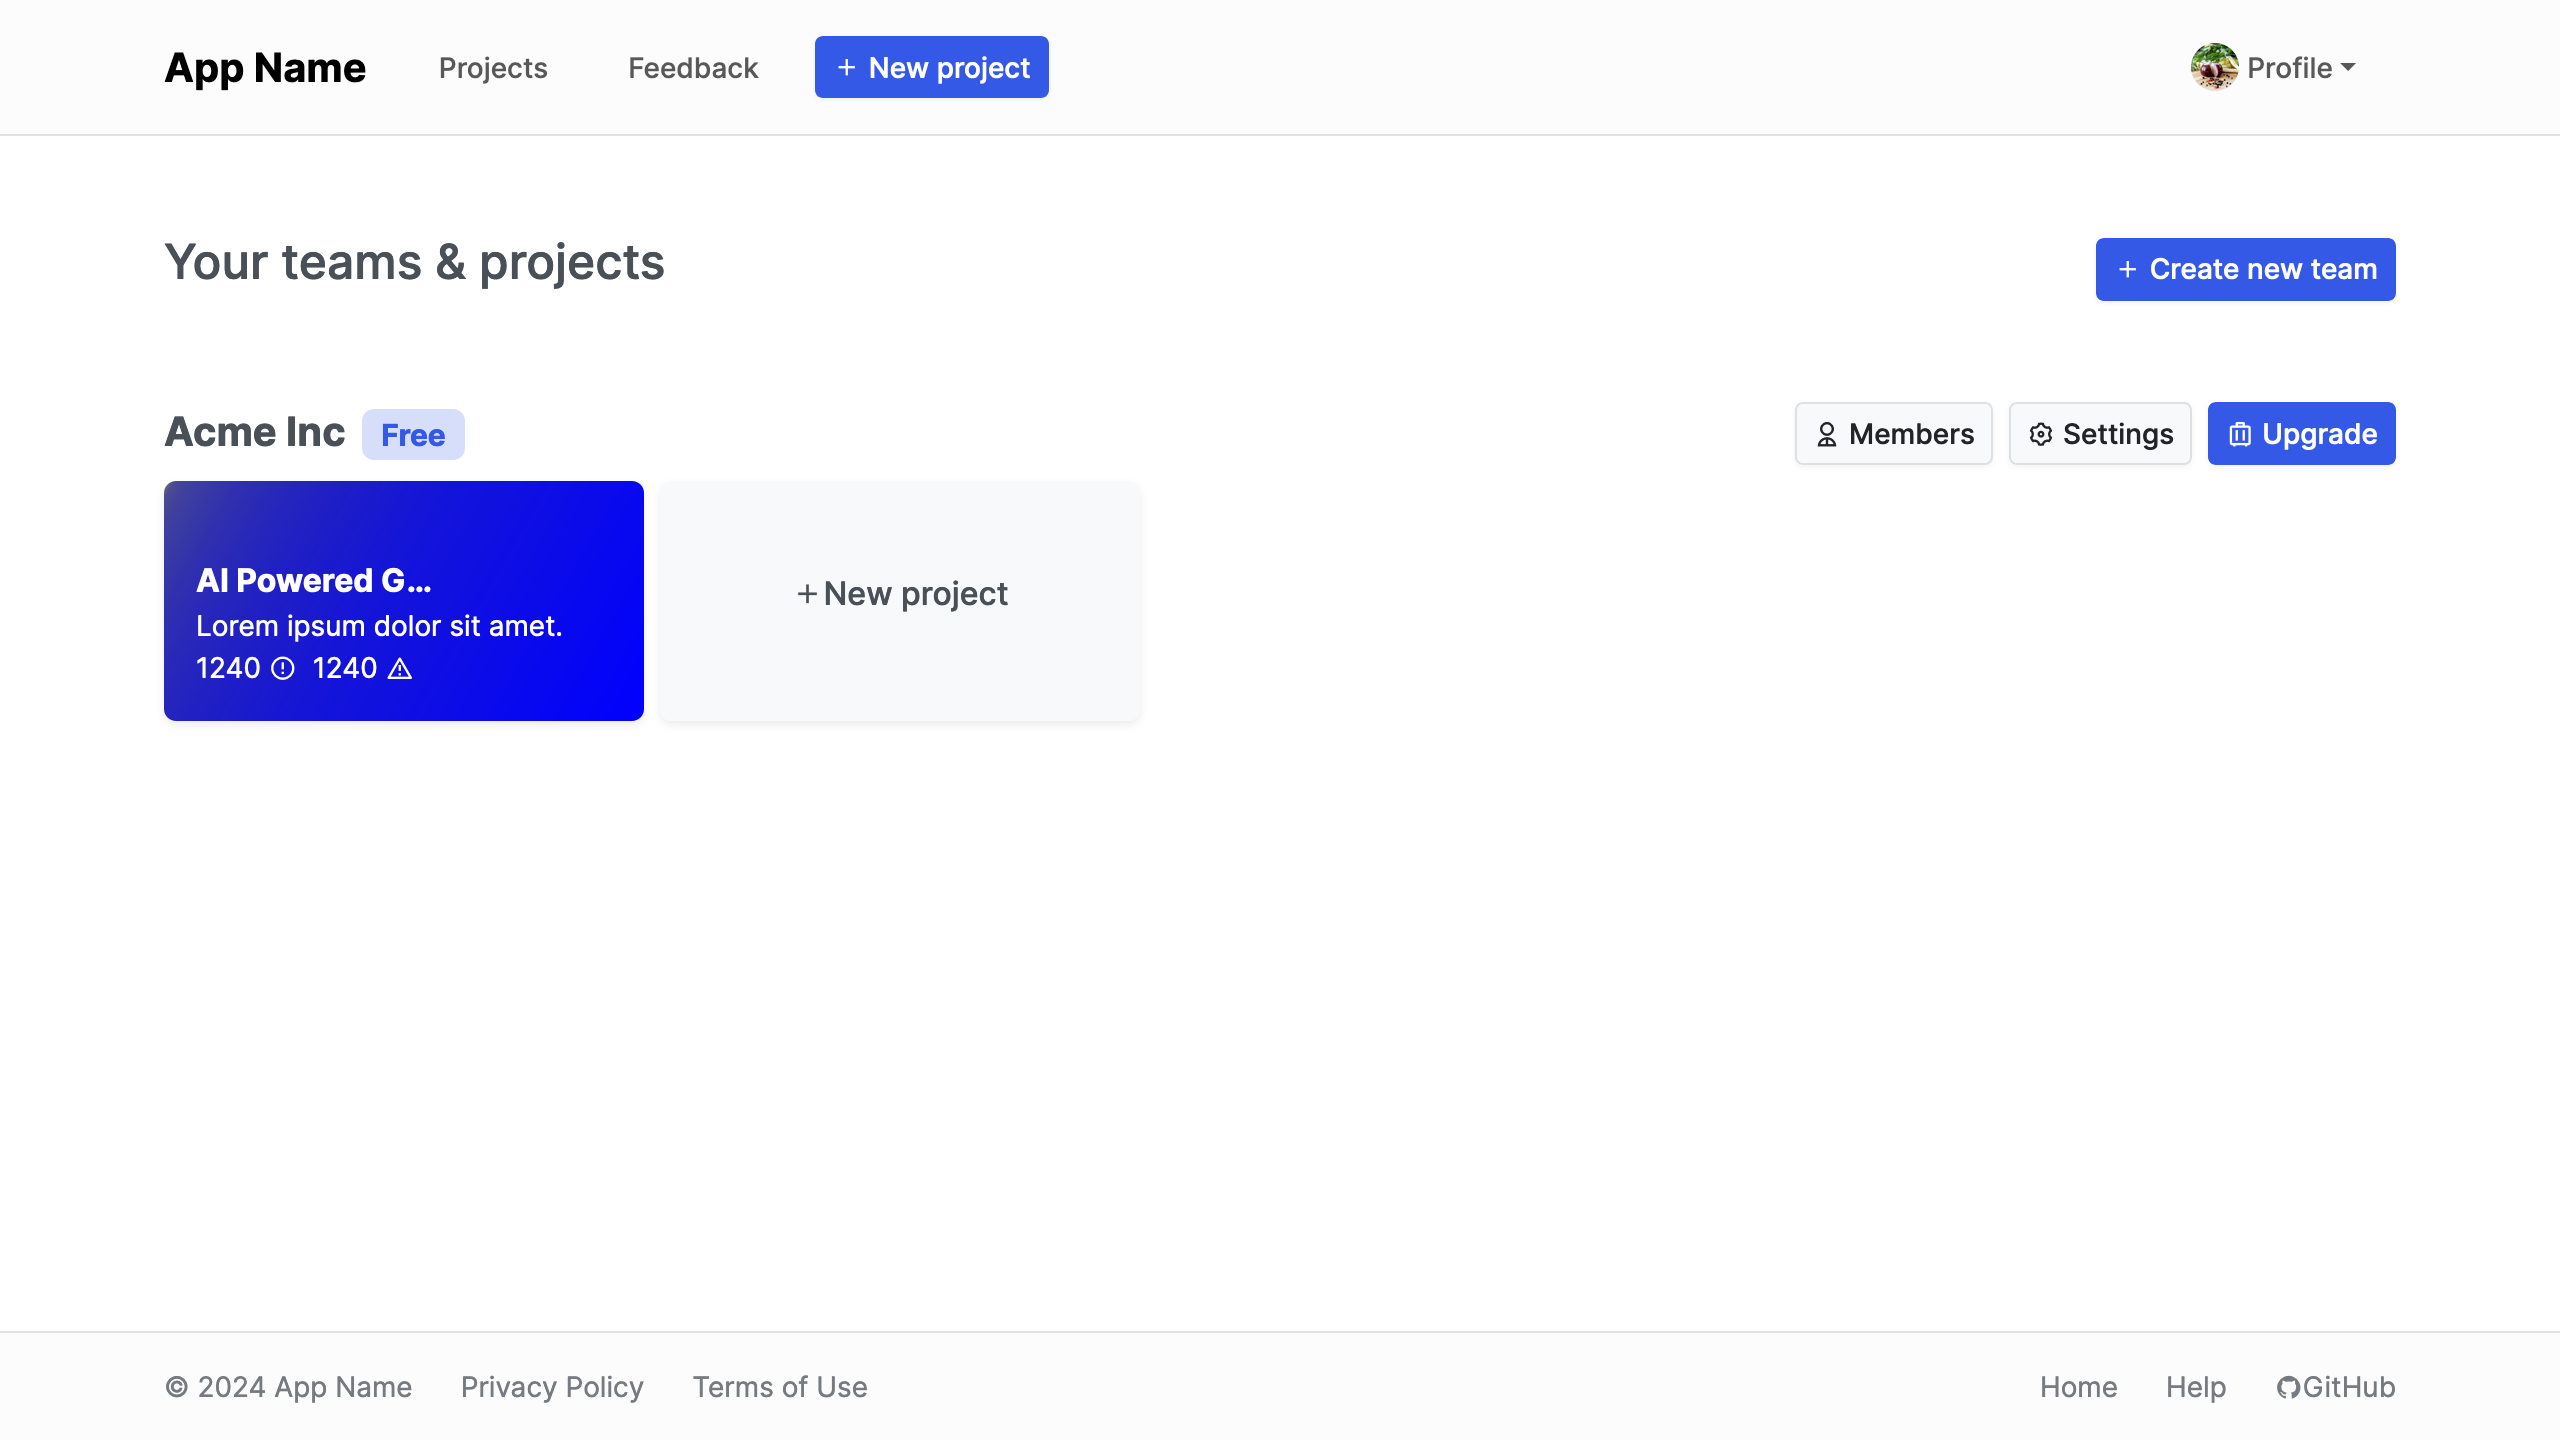 App Name
Projects
Feedback
+ New project
Profile
Your teams & projects
+ Create new team
Acme Inc
Free
Members
Settings
Upgrade
AI Powered G...
Lorem ipsum dolor sit amet.
1240 1240
+ New project
© 2024 App Name
Privacy Policy
Terms of Use
Home
Help
GitHub